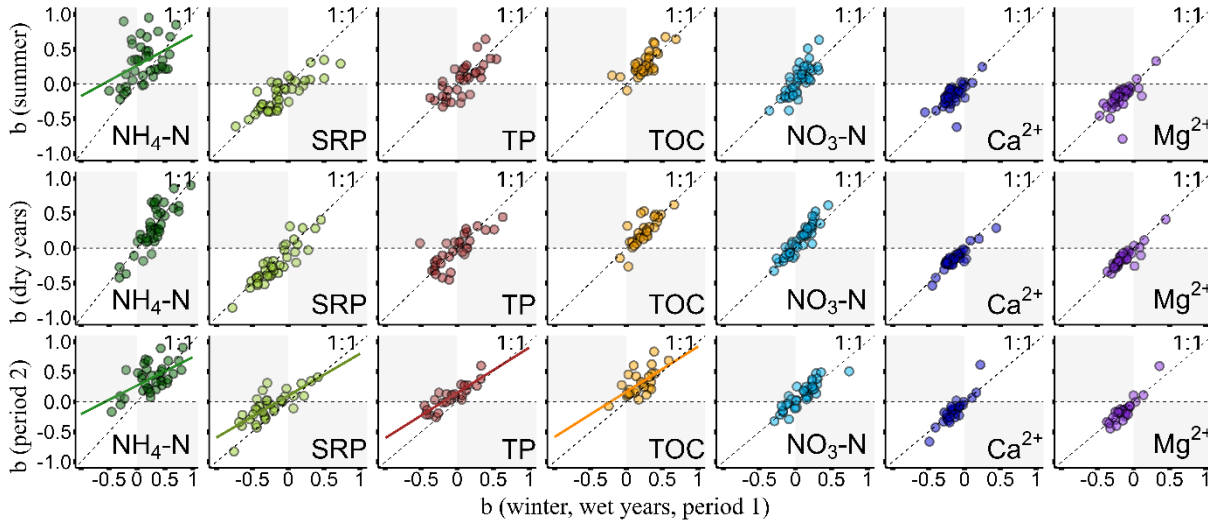 b (summer)
1.0
0.5
0.0
-0.5
-1.0
1:1
NH4-N
1:1
SRP
1:1
TP
1:1
TOC
1:1
NO3-N
1:1
Ca2+
1:1
Mg2+
b (dry years)
1.0
0.5
0.0
-0.5
-1.0
1:1
NH4-N
1:1
SRP
1:1
TP
1:1
TOC
1:1
NO3-N
1:1
Ca2+
1:1
Mg2+
b (period 2)
1.0
0.5
0.0
-0.5
-1.0
1:1
NH4-N
1:1
SRP
1:1
TP
1:1
TOC
1:1
NO3-N
1:1
Ca2+
1:1
Mg2+
-0.5 0 0.5 1 -0.5 0 0.5 1 -0.5 0 0.5 1 -0.5 0 0.5 1 -0.5 0 0.5 1 -0.5 0 0.5 1 -0.5 0 0.5 1
b (winter, wet years, period 1)